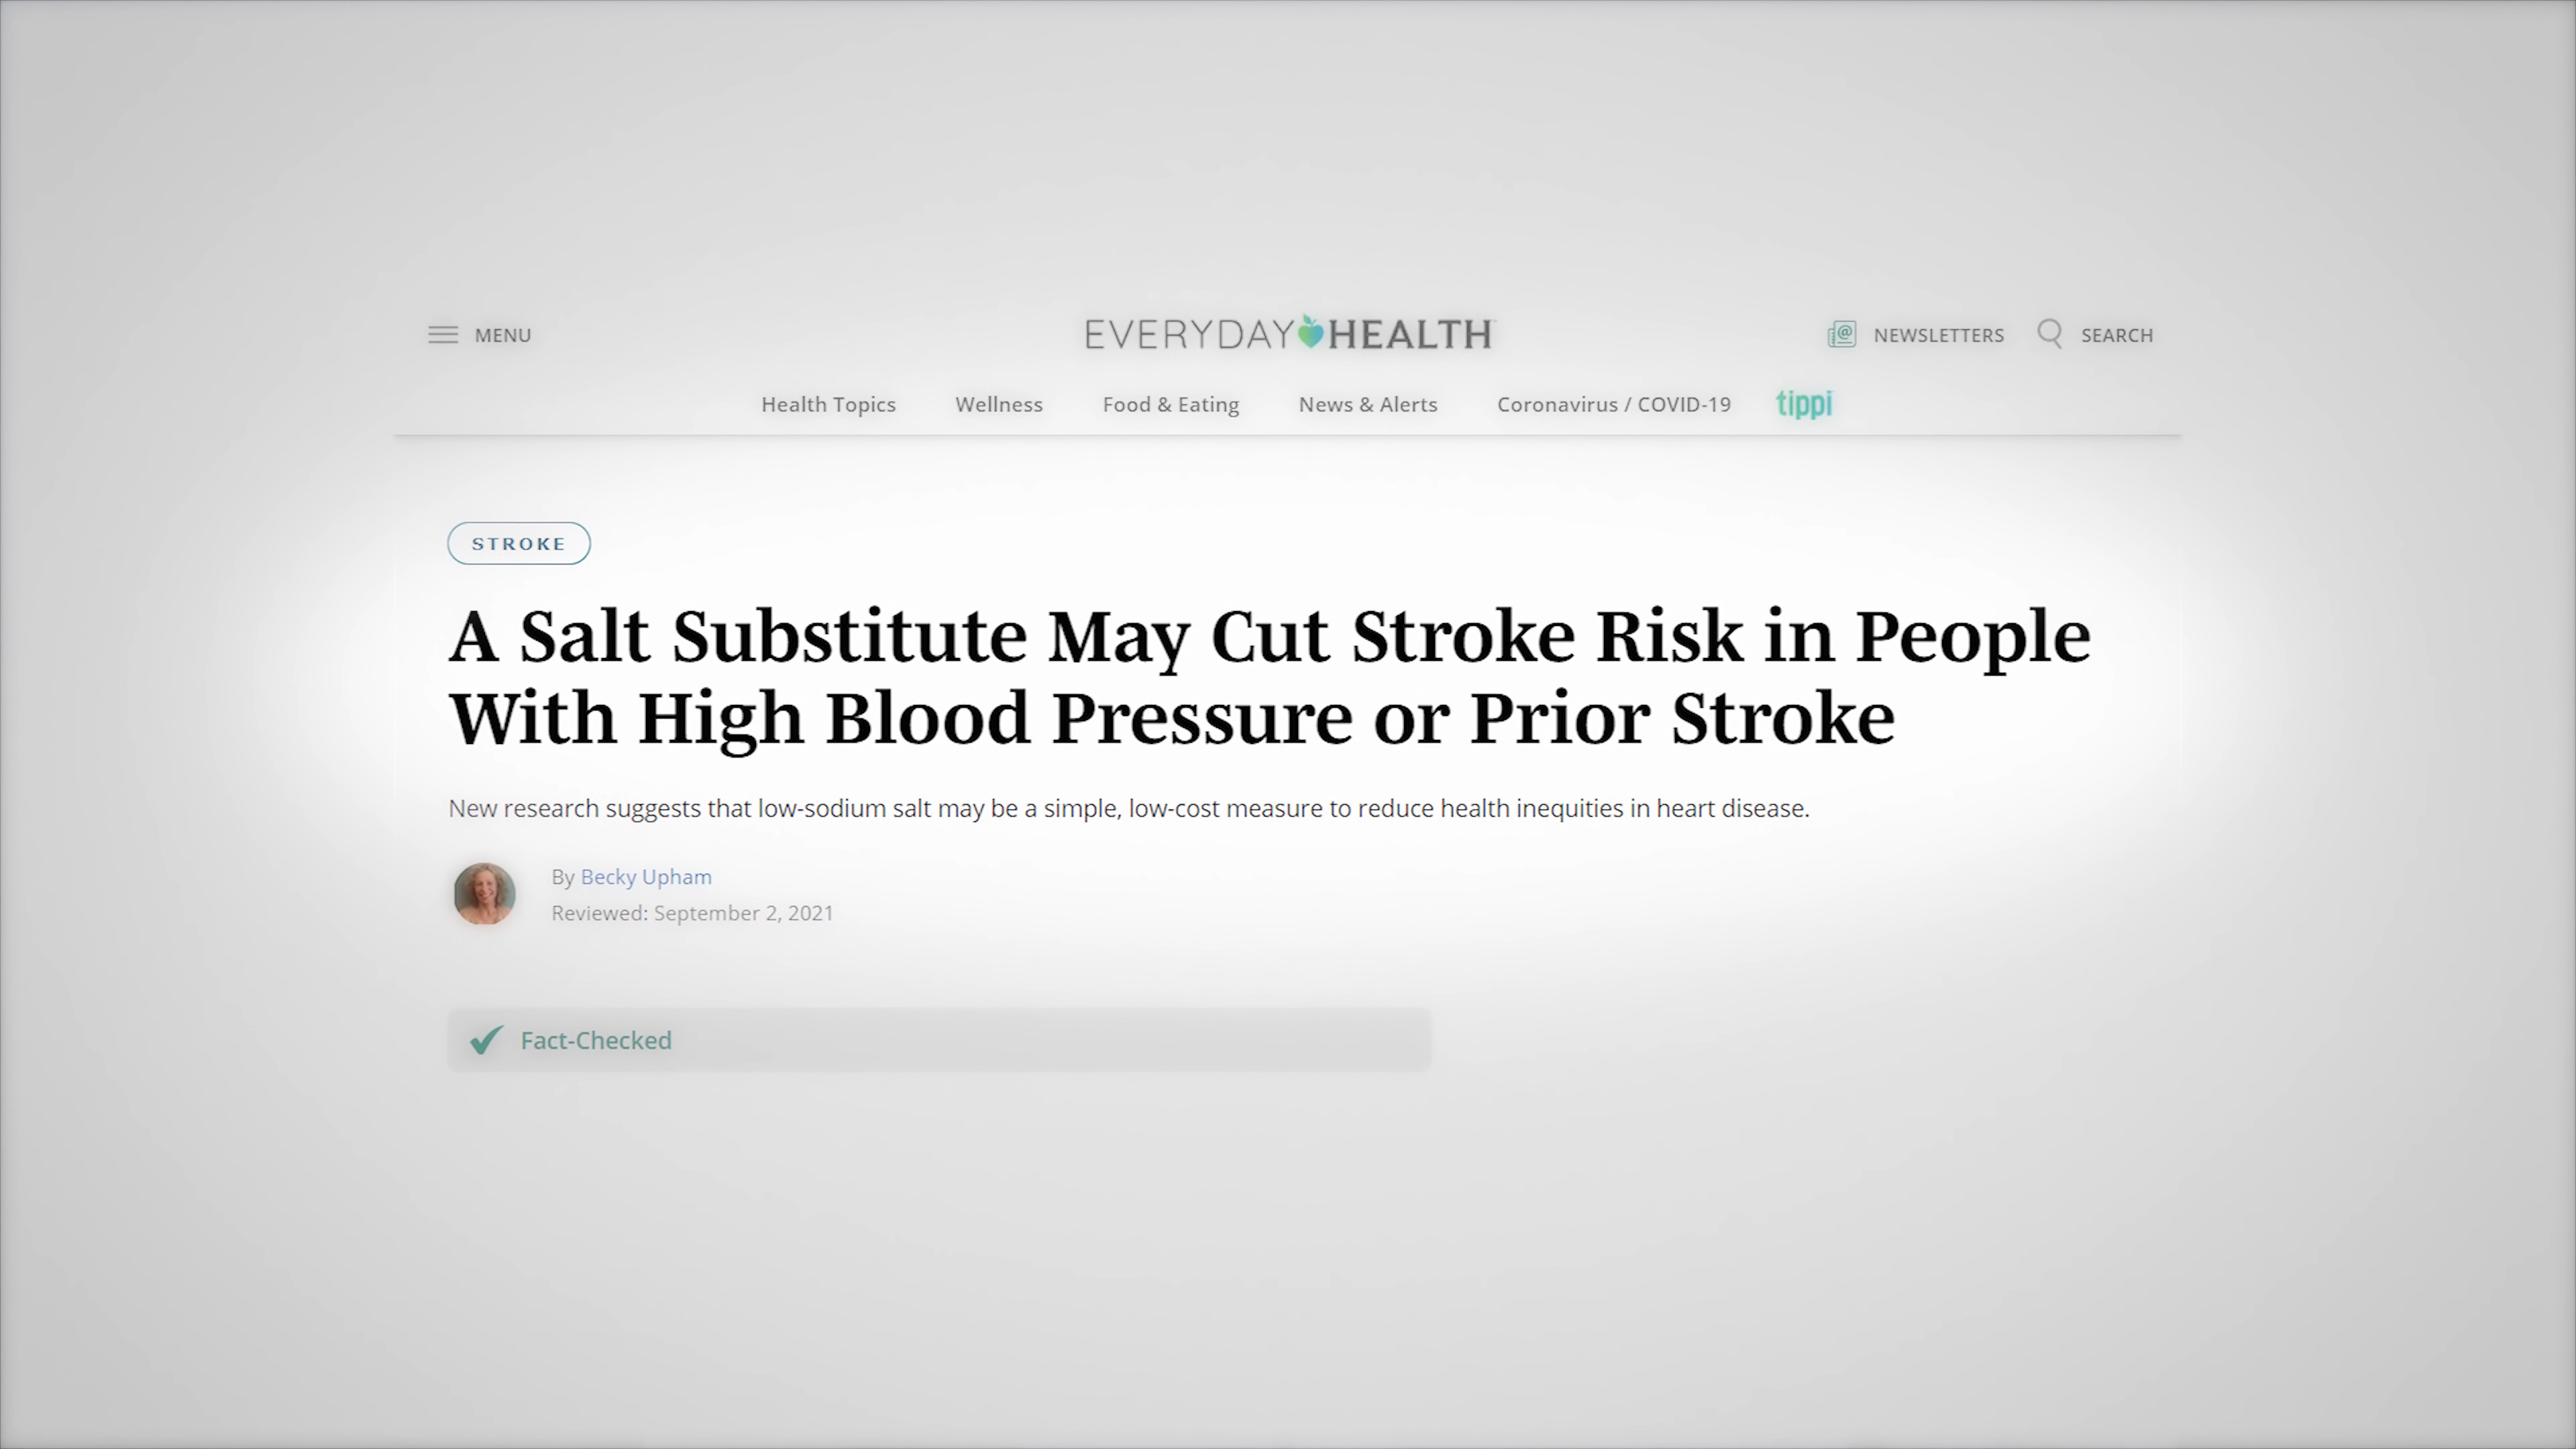 MENU
EVERYDAY HEALTH
NEWSLETTERS
SEARCH
Health Topics
Wellness
Food & Eating
News & Alerts
Coronavirus / COVID-19
tippi
STROKE
A Salt Substitute May Cut Stroke Risk in People
With High Blood Pressure or Prior Stroke
New research suggests that low-sodium salt may be a simple, low-cost measure to reduce health inequities in heart disease.
By Becky Upham
Reviewed: September 2, 2021
Fact-Checked